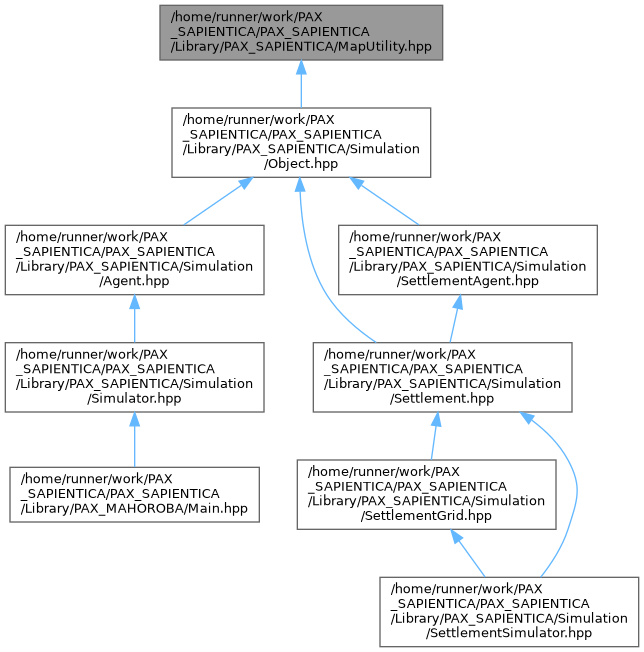 /home/runner/work/PAX
_SAPIENTICA/PAX_SAPIENTICA
/Library/PAX_SAPIENTICA/MapUtility.hpp
/home/runner/work/PAX
_SAPIENTICA/PAX_SAPIENTICA
/Library/PAX_SAPIENTICA/Simulation
/Object.hpp
/home/runner/work/PAX
_SAPIENTICA/PAX_SAPIENTICA
/Library/PAX_SAPIENTICA/Simulation
/Agent.hpp
/home/runner/work/PAX
_SAPIENTICA/PAX_SAPIENTICA
/Library/PAX_SAPIENTICA/Simulation
/SettlementAgent.hpp
/home/runner/work/PAX
_SAPIENTICA/PAX_SAPIENTICA
/Library/PAX_SAPIENTICA/Simulation
/Simulator.hpp
/home/runner/work/PAX
_SAPIENTICA/PAX_SAPIENTICA
/Library/PAX_SAPIENTICA/Simulation
/Settlement.hpp
/home/runner/work/PAX
_SAPIENTICA/PAX_SAPIENTICA
/Library/PAX_MAHOROBA/Main.hpp
/home/runner/work/PAX
_SAPIENTICA/PAX_SAPIENTICA
/Library/PAX_SAPIENTICA/Simulation
/SettlementGrid.hpp
/home/runner/work/PAX
_SAPIENTICA/PAX_SAPIENTICA
/Library/PAX_SAPIENTICA/Simulation
/SettlementSimulator.hpp